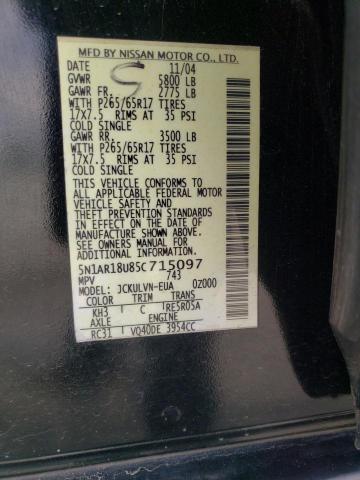 MFD BY NISSAN MOTOR CO., LTD.
DATE 11/04
GVWR 5800 LB
GAWR FR. 2775 LB
WITH P265/65R17 TIRES
17X7.5 RIMS AT 35 PSI
COLD SINGLE
GAWR RR. 3500 LB
WITH P265/65R17 TIRES
17X7.5 RIMS AT 35 PSI
COLD SINGLE
THIS VEHICLE CONFORMS TO
ALL APPLICABLE FEDERAL MOTOR
VEHICLE SAFETY AND
THEFT PREVENTION STANDARDS
IN EFFECT ON THE DATE OF
MANUFACTURE SHOWN ABOVE.
SEE OWNERS MANUAL FOR
ADDITIONAL INFORMATION.
5N1AR18U85C715097
MPV 743
MODEL JCKULVN-EUA 0Z000
COLOR TRIM TRANS
KH3 C RE5R05A
AXLE ENGINE
RC31 VQ40DE 3954CC